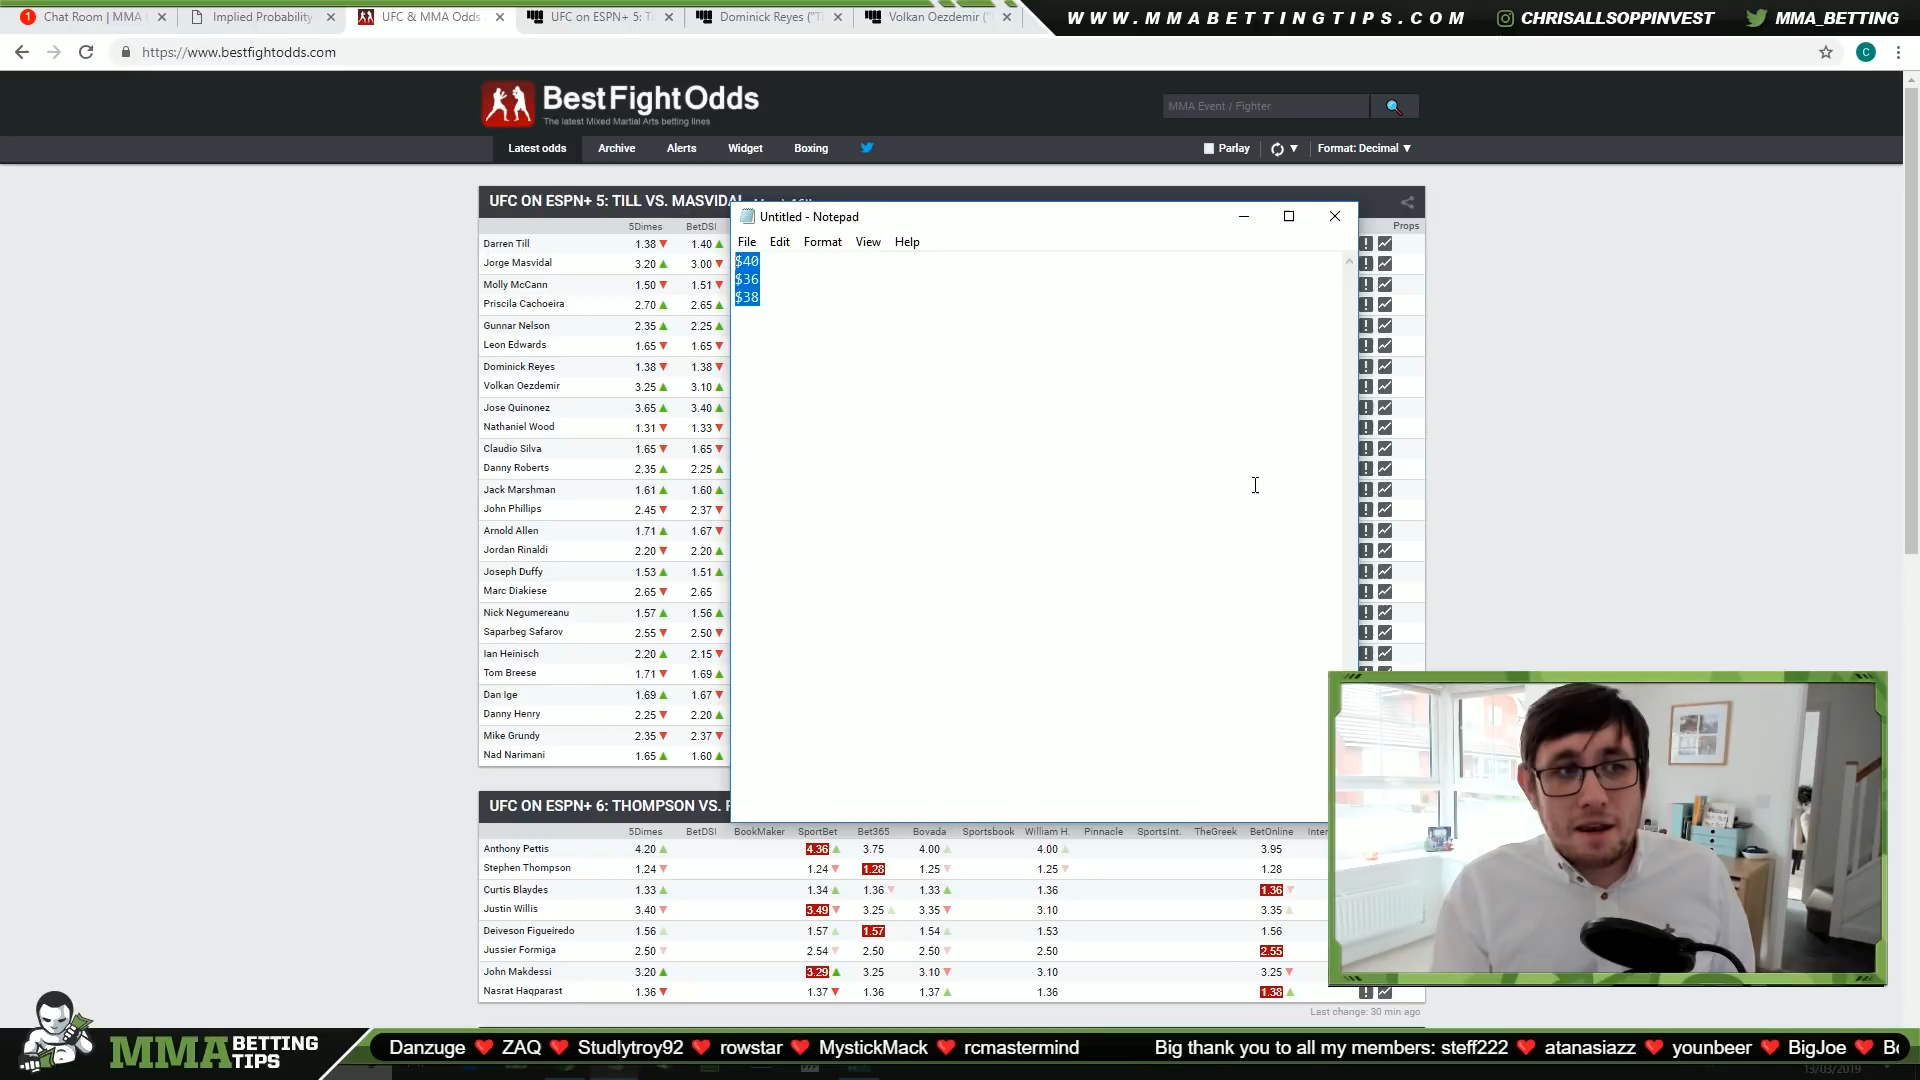 1 Chat Room | MMA
Implied Probability
UFC & MMA Odds
UFC on ESPN+ 5: T
Dominick Reyes ("T
Volkan Oezdemir ("
WWW.MMABETTINGTIPS.COM
CHRISALLSOPPINVEST
MMA_BETTING
https://www.bestfightodds.com
C
BestFightOdds
The latest Mixed Martial Arts betting lines
MMA Event / Fighter
Latest odds Archive Alerts Widget Boxing Parlay Format: Decimal ▼
UFC ON ESPN+ 5: TILL VS. MASVIDAL
5Dimes BetDSI Props
Darren Till 1.38 ▼ 1.40 ▲
Jorge Masvidal 3.20 ▲ 3.00 ▼
Molly McCann 1.50 ▼ 1.51 ▼
Priscila Cachoeira 2.70 ▲ 2.65 ▲
Gunnar Nelson 2.35 ▲ 2.25 ▲
Leon Edwards 1.65 ▼ 1.65 ▼
Dominick Reyes 1.38 ▼ 1.38 ▼
Volkan Oezdemir 3.25 ▲ 3.10 ▲
Jose Quinonez 3.65 ▲ 3.40 ▲
Nathaniel Wood 1.31 ▼ 1.33 ▼
Claudio Silva 1.65 ▼ 1.65 ▼
Danny Roberts 2.35 ▲ 2.25 ▲
Jack Marshman 1.61 ▲ 1.60 ▲
John Phillips 2.45 ▼ 2.37 ▼
Arnold Allen 1.71 ▲ 1.67 ▼
Jordan Rinaldi 2.20 ▼ 2.20 ▲
Joseph Duffy 1.53 ▲ 1.51 ▲
Marc Diakiese 2.65 ▼ 2.65
Nick Negumereanu 1.57 ▲ 1.56 ▲
Saparbeg Safarov 2.55 ▼ 2.50 ▼
Ian Heinisch 2.20 ▲ 2.15 ▼
Tom Breese 1.71 ▼ 1.69 ▲
Dan Ige 1.69 ▲ 1.67 ▼
Danny Henry 2.25 ▼ 2.20 ▲
Mike Grundy 2.35 ▼ 2.37 ▼
Nad Narimani 1.65 ▲ 1.60 ▲
Untitled - Notepad
File Edit Format View Help
$40
$36
$38
UFC ON ESPN+ 6: THOMPSON VS.
5Dimes BetDSI BookMaker SportBet Bet365 Bovada Sportsbook William H. Pinnacle SportsInt. TheGreek BetOnline Inter
Anthony Pettis 4.20 ▲ 4.36 ▲ 3.75 4.00 ▲ 4.00 ▲ 3.95
Stephen Thompson 1.24 ▼ 1.24 ▼ 1.28 1.25 ▼ 1.25 ▼ 1.28
Curtis Blaydes 1.33 ▲ 1.34 ▲ 1.36 ▼ 1.33 ▲ 1.36 1.36 ▼
Justin Willis 3.40 ▼ 3.49 ▼ 3.25 ▲ 3.35 ▼ 3.10 3.35 ▲
Deiveson Figueiredo 1.56 ▲ 1.57 ▲ 1.57 1.54 ▲ 1.53 1.56
Jussier Formiga 2.50 ▼ 2.54 ▼ 2.50 2.50 ▼ 2.50 2.55
John Makdessi 3.20 ▲ 3.29 ▲ 3.25 3.10 ▼ 3.10 3.25 ▼
Nasrat Haqparast 1.36 ▼ 1.37 ▼ 1.36 1.37 ▲ 1.36 1.38 ▲
Last change: 30 min ago
MMA BETTING TIPS
Danzuge ❤ ZAQ ❤ Studlytroy92 ❤ rowstar ❤ MystickMack ❤ rcmastermind Big thank you to all my members: steff222 ❤ atanasiazz ❤ younbeer ❤ BigJoe ❤
13/03/2019